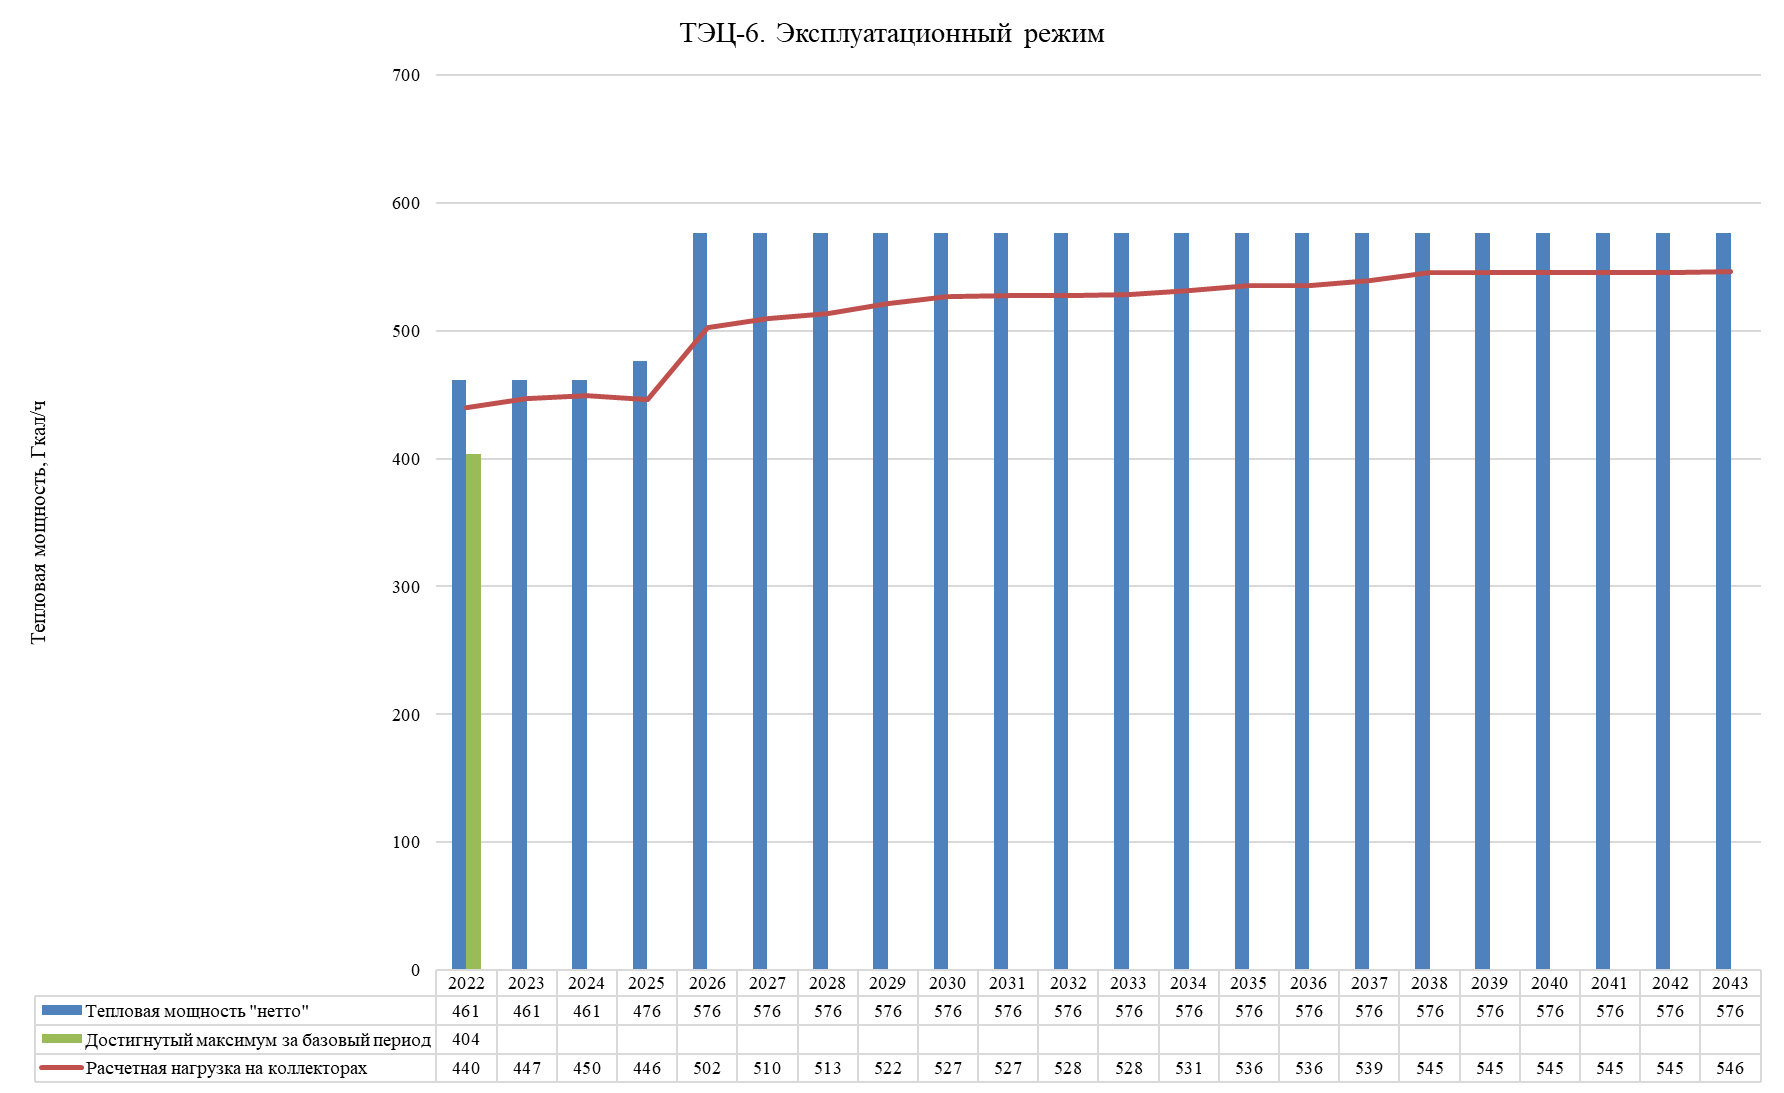 ТЭЦ-6. Эксплуатационный режим
700
600
500
400
300
200
100
0
Тепловая мощность, Гкал/ч
2022 2023 2024 2025 2026 2027 2028 2029 2030 2031 2032 2033 2034 2035 2036 2037 2038 2039 2040 2041 2042 2043
Тепловая мощность "нетто" 461 461 461 476 576 576 576 576 576 576 576 576 576 576 576 576 576 576 576 576 576 576
Достигнутый максимум за базовый период 404
Расчетная нагрузка на коллекторах 440 447 450 446 502 510 513 522 527 527 528 528 531 536 536 539 545 545 545 545 545 546